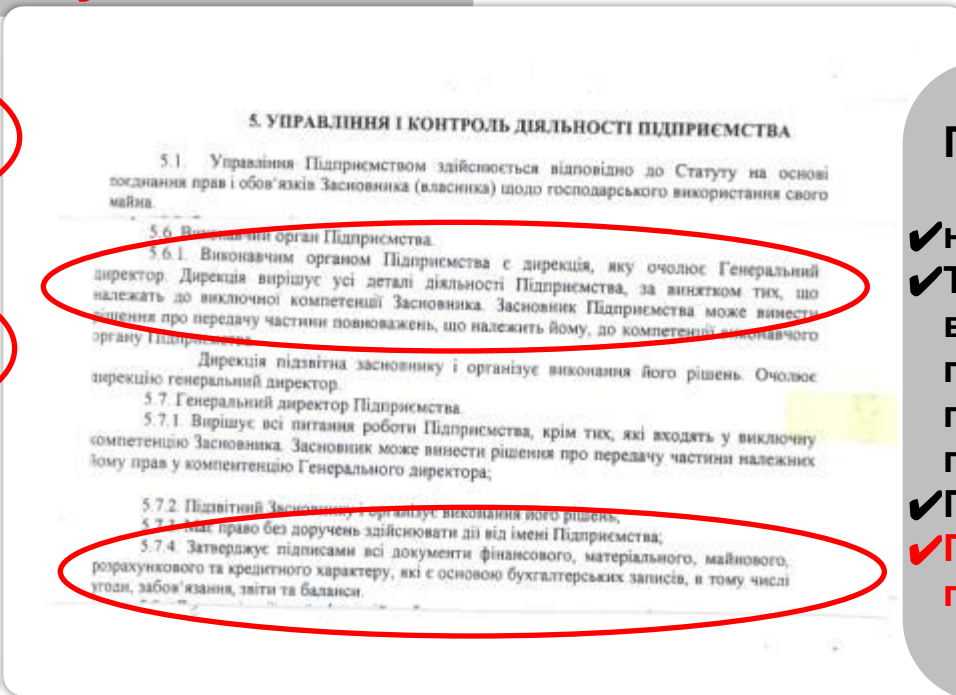 5. УПРАВЛІННЯ І КОНТРОЛЬ ДІЯЛЬНОСТІ ПІДПРИЄМСТВА
5.1. Управління Підприємством здійснюється відповідно до Статуту на основі
поєднання прав і обов’язків Засновника (власника) щодо господарського використання свого
майна.
5.6. Виконавчий орган Підприємства.
5.6.1. Виконавчим органом Підприємства є дирекція, яку очолює Генеральний
директор. Дирекція вирішує усі деталі діяльності Підприємства, за винятком тих, що
належать до виключної компетенції Засновника. Засновник Підприємства може винести
рішення про передачу частини повноважень, що належить йому, до компетенції виконавчого
органу Підприємства.
Дирекція підзвітна засновнику і організує виконання його рішень. Очолює
дирекцію генеральний директор.
5.7. Генеральний директор Підприємства.
5.7.1. Вирішує всі питання роботи Підприємства, крім тих, які входять у виключну
компетенцію Засновника. Засновник може винести рішення про передачу частини належних
йому прав у компентенцію Генерального директора;
5.7.2. Підзвітний Засновнику і організує виконання його рішень;
5.7.3. Має право без доручень здійснювати дії від імені Підприємства;
5.7.4. Затверджує підписами всі документи фінансового, матеріального, майнового,
розрахункового та кредитного характеру, які є основою бухгалтерських записів, в тому числі
угоди, забов’язання, звіти та баланси.